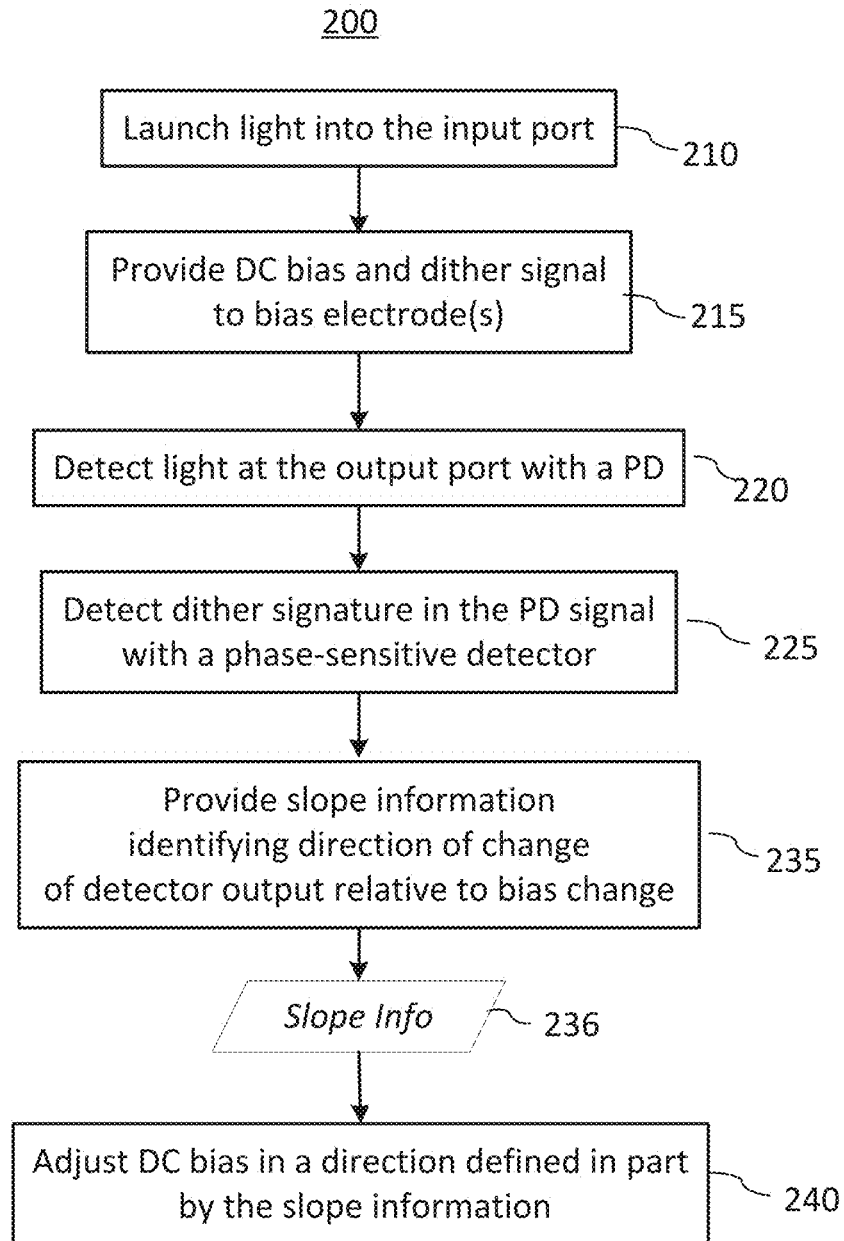 200
Launch light into the input port
210
Provide DC bias and dither signal
to bias electrode(s)
215
Detect light at the output port with a PD
220
Detect dither signature in the PD signal
with a phase-sensitive detector
225
Provide slope information
identifying direction of change
of detector output relative to bias change
235
Slope Info
236
Adjust DC bias in a direction defined in part
by the slope information
240